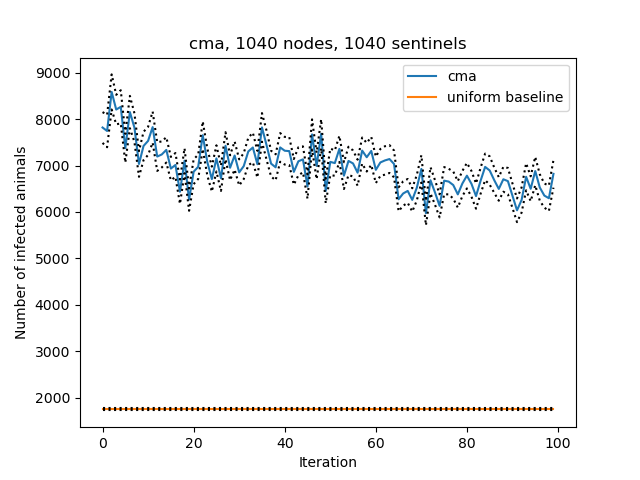 cma, 1040 nodes, 1040 sentinels
cma
uniform baseline
Number of infected animals
9000
8000
7000
6000
5000
4000
3000
2000
0
20
40
60
80
100
Iteration